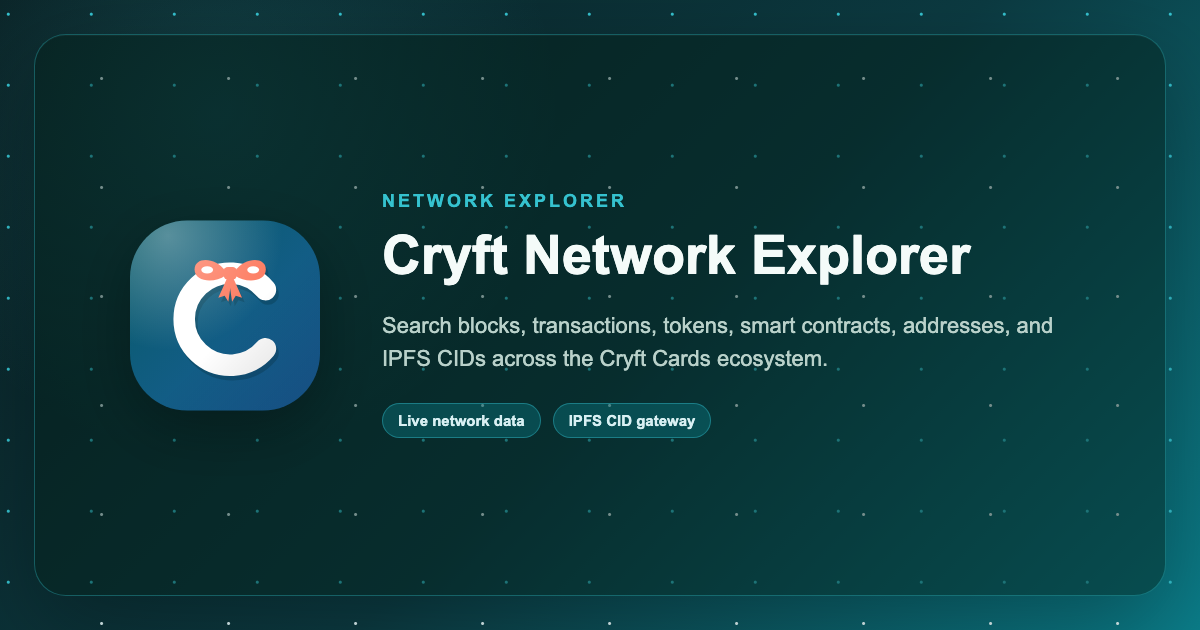 NETWORK EXPLORER
Cryft Network Explorer
Search blocks, transactions, tokens, smart contracts, addresses, and
IPFS CIDs across the Cryft Cards ecosystem.
Live network data
IPFS CID gateway